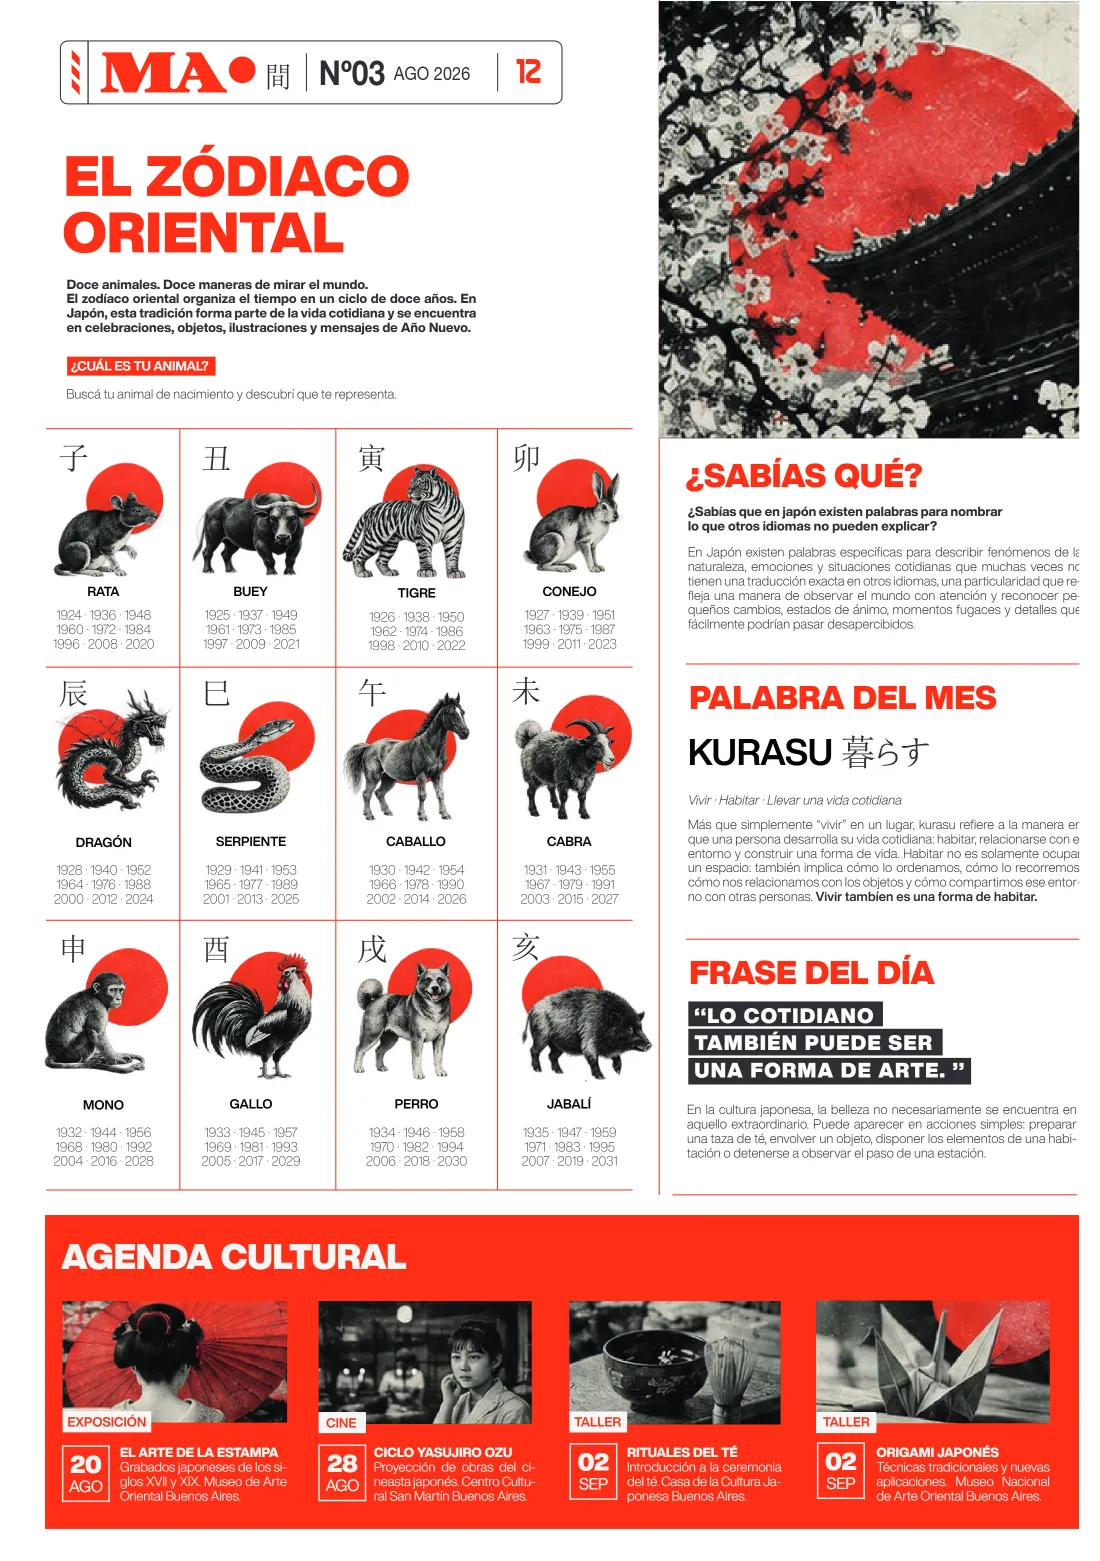 MA 間 Nº03 AGO 2026 12
EL ZÓDIACO
ORIENTAL
Doce animales. Doce maneras de mirar el mundo.
El zodíaco oriental organiza el tiempo en un ciclo de doce años. En
Japón, esta tradición forma parte de la vida cotidiana y se encuentra
en celebraciones, objetos, ilustraciones y mensajes de Año Nuevo.
¿CUÁL ES TU ANIMAL?
Buscá tu animal de nacimiento y descubrí que te representa.
子
RATA
1924 · 1936 · 1948
1960 · 1972 · 1984
1996 · 2008 · 2020
丑
BUEY
1925 · 1937 · 1949
1961 · 1973 · 1985
1997 · 2009 · 2021
寅
TIGRE
1926 · 1938 · 1950
1962 · 1974 · 1986
1998 · 2010 · 2022
卯
CONEJO
1927 · 1939 · 1951
1963 · 1975 · 1987
1999 · 2011 · 2023
辰
DRAGÓN
1928 · 1940 · 1952
1964 · 1976 · 1988
2000 · 2012 · 2024
巳
SERPIENTE
1929 · 1941 · 1953
1965 · 1977 · 1989
2001 · 2013 · 2025
午
CABALLO
1930 · 1942 · 1954
1966 · 1978 · 1990
2002 · 2014 · 2026
未
CABRA
1931 · 1943 · 1955
1967 · 1979 · 1991
2003 · 2015 · 2027
申
MONO
1932 · 1944 · 1956
1968 · 1980 · 1992
2004 · 2016 · 2028
酉
GALLO
1933 · 1945 · 1957
1969 · 1981 · 1993
2005 · 2017 · 2029
戌
PERRO
1934 · 1946 · 1958
1970 · 1982 · 1994
2006 · 2018 · 2030
亥
JABALÍ
1935 · 1947 · 1959
1971 · 1983 · 1995
2007 · 2019 · 2031
¿SABÍAS QUÉ?
¿Sabías que en japón existen palabras para nombrar
lo que otros idiomas no pueden explicar?
En Japón existen palabras específicas para describir fenómenos de la
naturaleza, emociones y situaciones cotidianas que muchas veces no
tienen una traducción exacta en otros idiomas, una particularidad que re-
fleja una manera de observar el mundo con atención y reconocer pe-
queños cambios, estados de ánimo, momentos fugaces y detalles que
fácilmente podrían pasar desapercibidos.
PALABRA DEL MES
KURASU 暮らす
Vivir · Habitar · Llevar una vida cotidiana
Más que simplemente “vivir” en un lugar, kurasu refiere a la manera en
que una persona desarrolla su vida cotidiana: habitar, relacionarse con e
entorno y construir una forma de vida. Habitar no es solamente ocupar
un espacio: también implica cómo lo ordenamos, cómo lo recorremos
cómo nos relacionamos con los objetos y cómo compartimos ese entor-
no con otras personas. Vivir tambíen es una forma de habitar.
FRASE DEL DÍA
“LO COTIDIANO
TAMBIÉN PUEDE SER
UNA FORMA DE ARTE. ”
En la cultura japonesa, la belleza no necesariamente se encuentra en
aquello extraordinario. Puede aparecer en acciones simples: preparar
una taza de té, envolver un objeto, disponer los elementos de una habi-
tación o detenerse a observar el paso de una estación.
AGENDA CULTURAL
EXPOSICIÓN
20
AGO
EL ARTE DE LA ESTAMPA
Grabados japoneses de los si-
glos XVII y XIX. Museo de Arte
Oriental Buenos Aires.
CINE
28
AGO
CICLO YASUJIRO OZU
Proyección de obras del ci-
neasta japonés. Centro Cultu-
ral San Martín Buenos Aires.
TALLER
02
SEP
RITUALES DEL TÉ
Introducción a la ceremonia
del té. Casa de la Cultura Ja-
ponesa Buenos Aires.
TALLER
02
SEP
ORIGAMI JAPONÉS
Técnicas tradicionales y nuevas
aplicaciones. Museo Nacional
de Arte Oriental Buenos Aires.